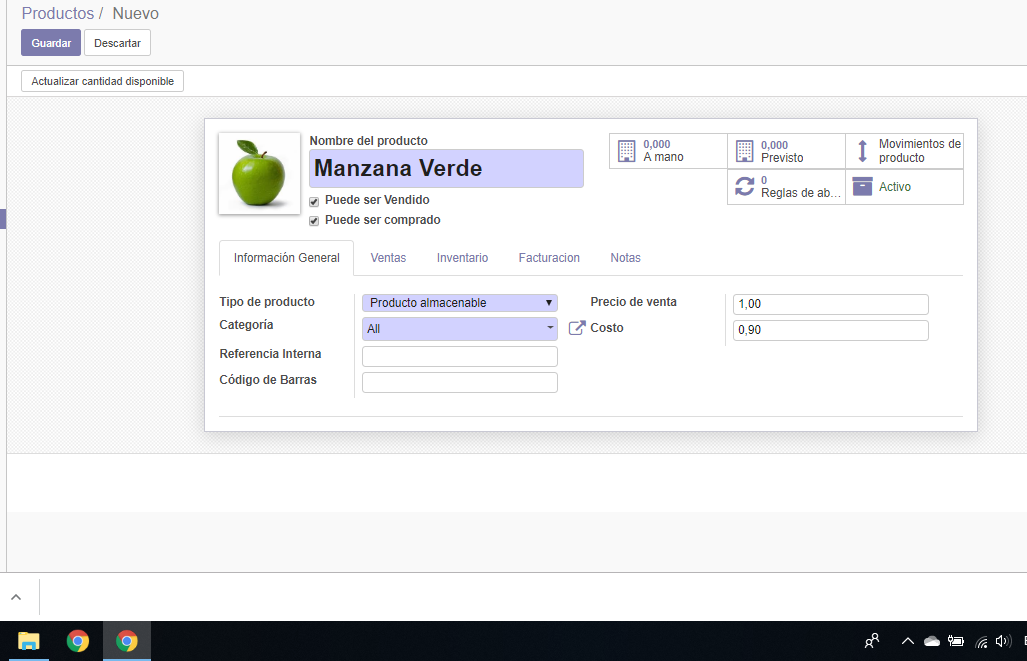 Productos / Nuevo
Guardar Descartar
Actualizar cantidad disponible
Nombre del producto
Manzana Verde
Puede ser Vendido
Puede ser comprado
0,000
A mano
0,000
Previsto
Movimientos de
producto
0
Reglas de ab...
Activo
Información General Ventas Inventario Facturacion Notas
Tipo de producto Producto almacenable
Categoría All
Referencia Interna
Código de Barras
Precio de venta 1,00
Costo 0,90